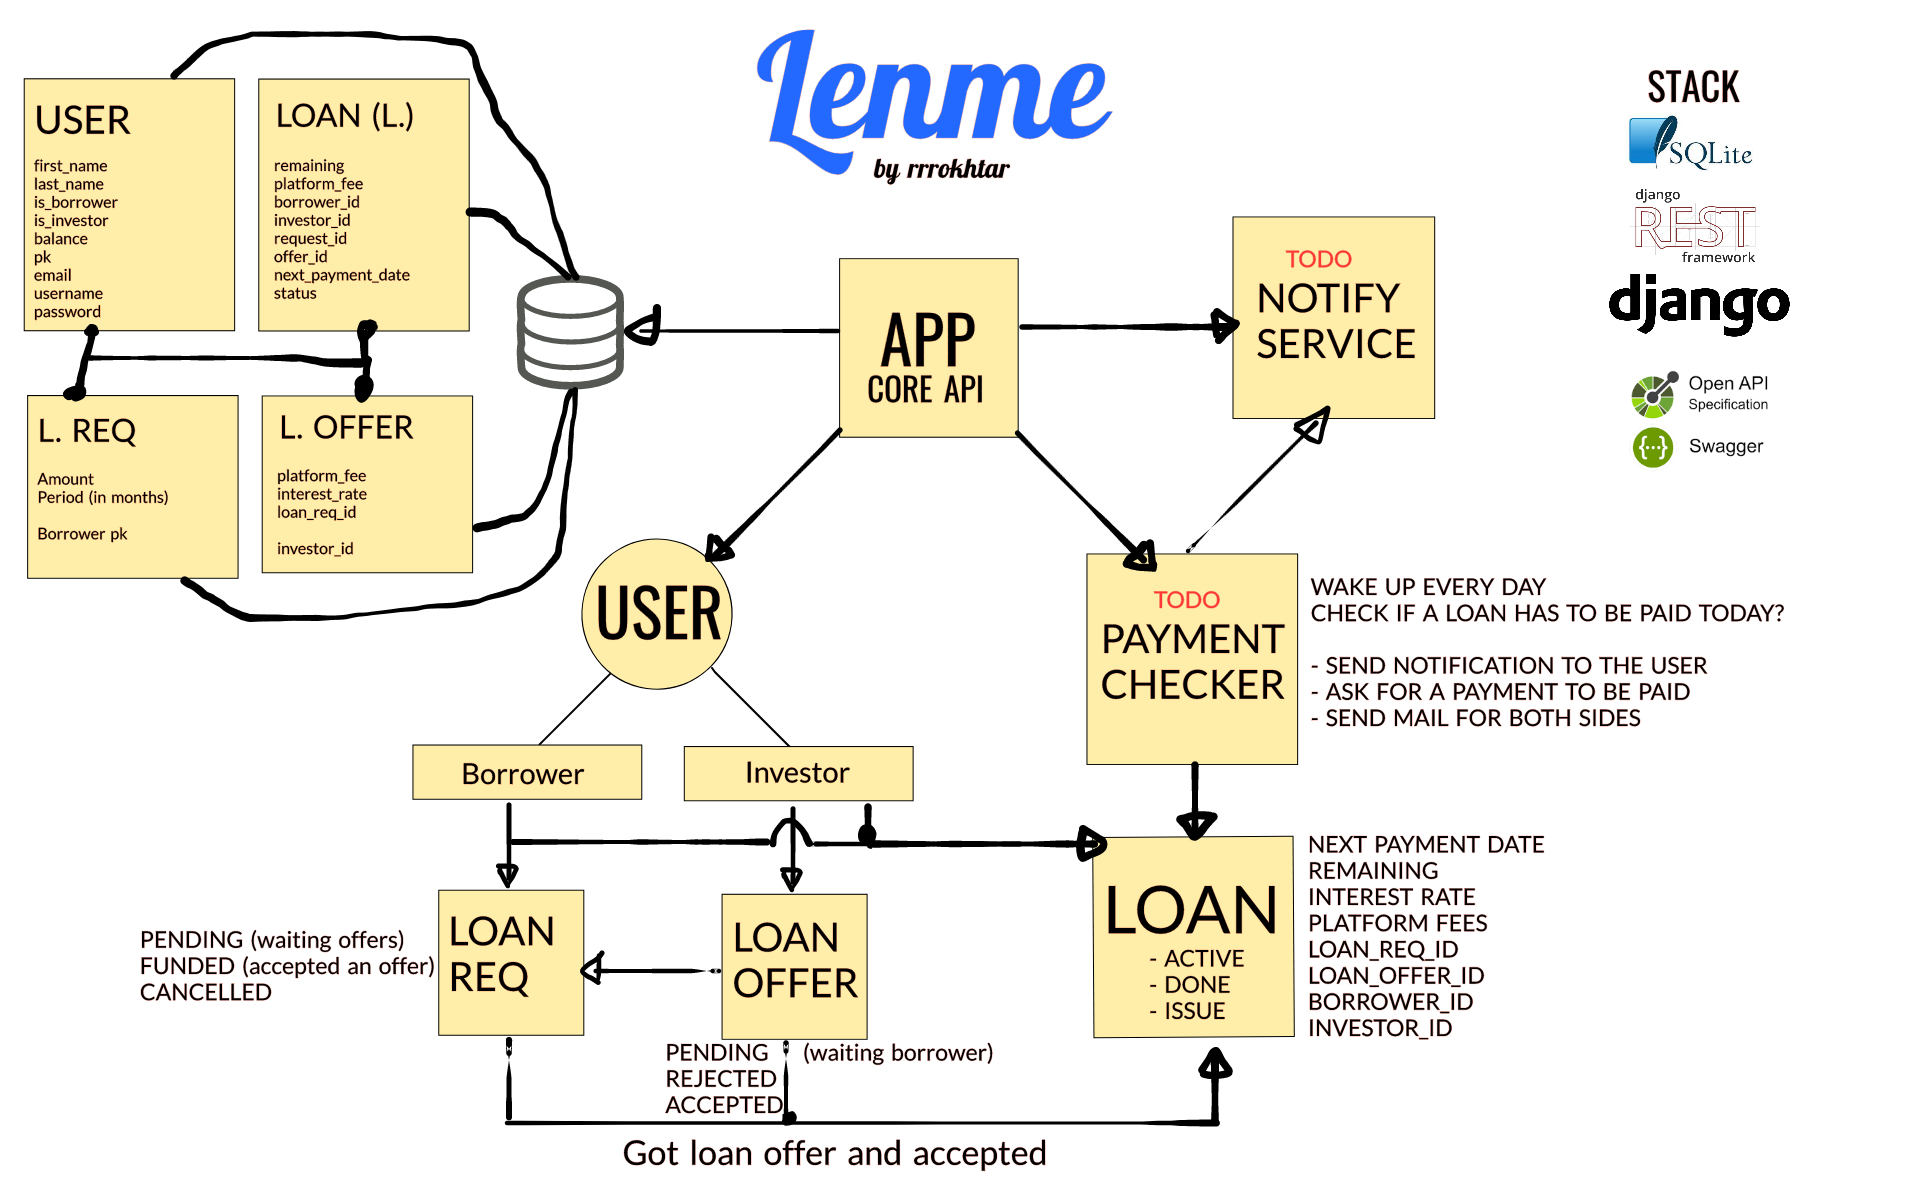 Lenme
by rrrokhtar
USER
first_name
last_name
is_borrower
is_investor
balance
pk
email
username
password
LOAN (L.)
remaining
platform_fee
borrower_id
investor_id
request_id
offer_id
next_payment_date
status
L. REQ
Amount
Period (in months)
Borrower pk
L. OFFER
platform_fee
interest_rate
loan_req_id
investor_id
APP
CORE API
TODO
NOTIFY
SERVICE
STACK
SQLite
django
REST
framework
django
Open API
Specification
{···}
Swagger
USER
Borrower
Investor
TODO
PAYMENT
CHECKER
WAKE UP EVERY DAY
CHECK IF A LOAN HAS TO BE PAID TODAY?
- SEND NOTIFICATION TO THE USER
- ASK FOR A PAYMENT TO BE PAID
- SEND MAIL FOR BOTH SIDES
LOAN
REQ
PENDING (waiting offers)
FUNDED (accepted an offer)
CANCELLED
LOAN
OFFER
PENDING (waiting borrower)
REJECTED
ACCEPTED
LOAN
- ACTIVE
- DONE
- ISSUE
NEXT PAYMENT DATE
REMAINING
INTEREST RATE
PLATFORM FEES
LOAN_REQ_ID
LOAN_OFFER_ID
BORROWER_ID
INVESTOR_ID
Got loan offer and accepted